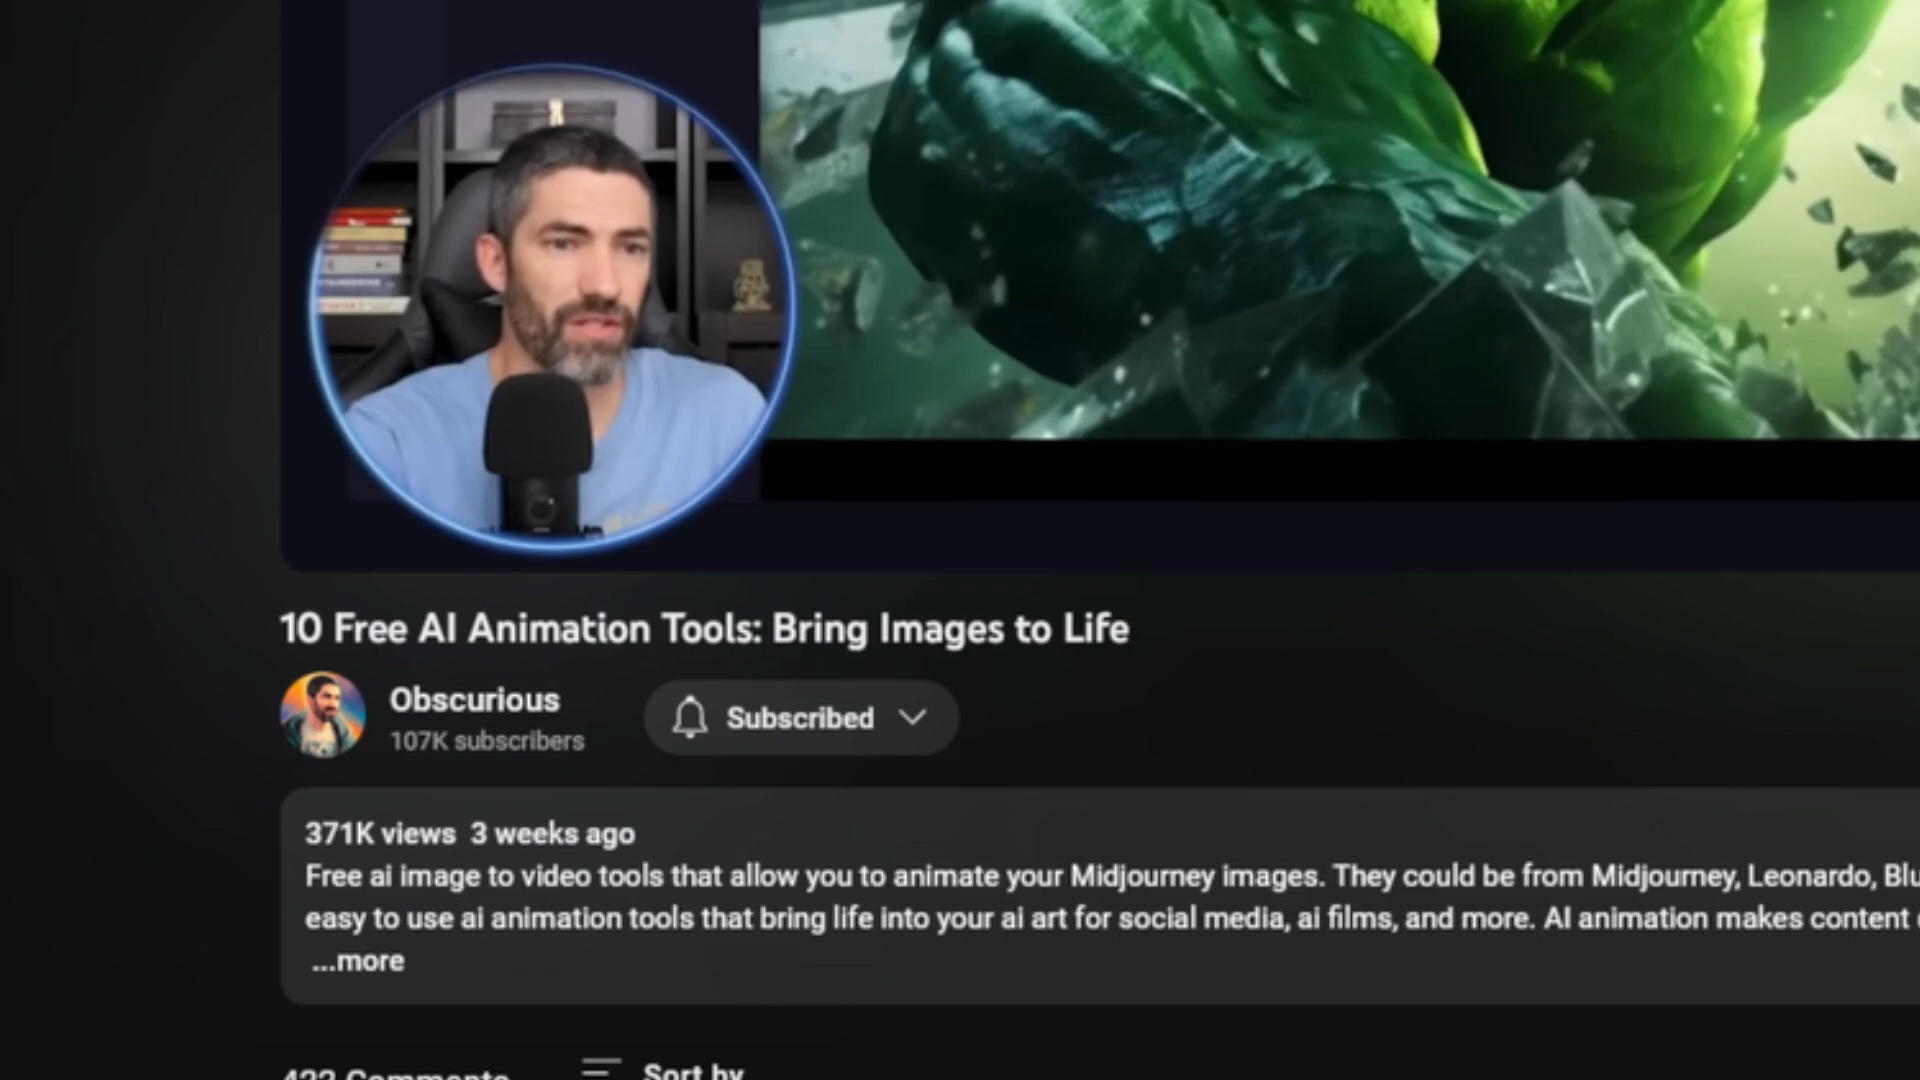 10 Free AI Animation Tools: Bring Images to Life
Obscurious
107K subscribers
Subscribed
371K views 3 weeks ago
Free ai image to video tools that allow you to animate your Midjourney images. They could be from Midjourney, Leonardo, Blu
easy to use ai animation tools that bring life into your ai art for social media, ai films, and more. AI animation makes content
...more
422 Comments
Sort by